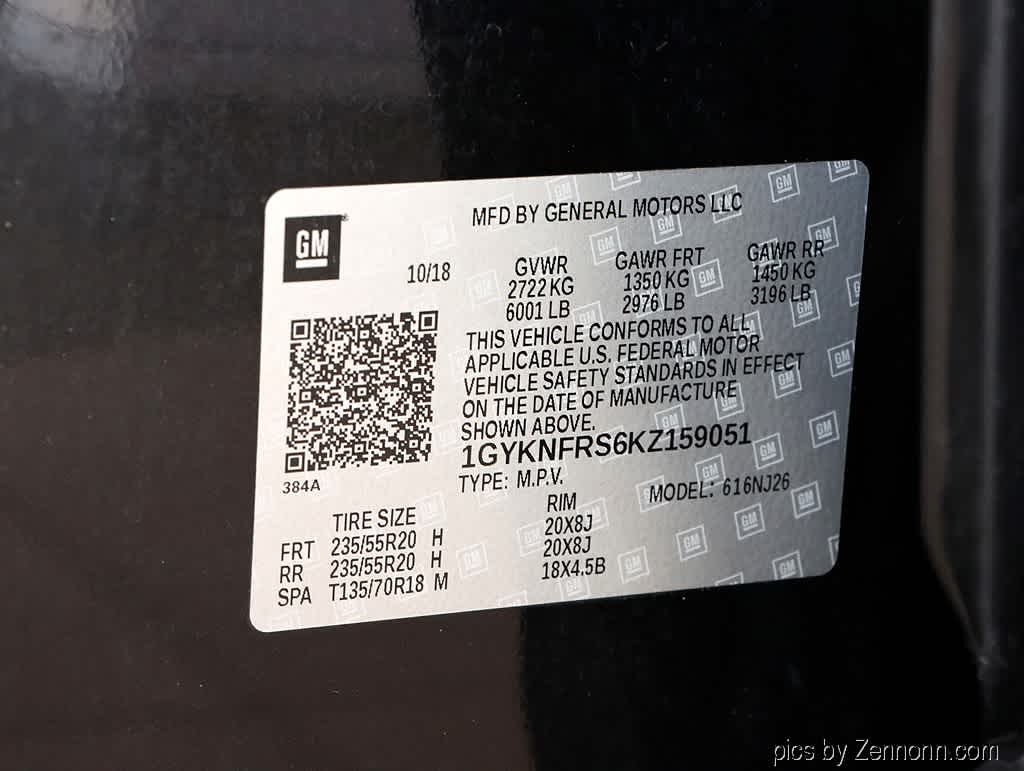 GM
MFD BY GENERAL MOTORS LLC
10/18
GVWR GAWR FRT GAWR RR
2722 KG 1350 KG 1450 KG
6001 LB 2976 LB 3196 LB
THIS VEHICLE CONFORMS TO ALL
APPLICABLE U.S. FEDERAL MOTOR
VEHICLE SAFETY STANDARDS IN EFFECT
ON THE DATE OF MANUFACTURE
SHOWN ABOVE.
1GYKNFRS6KZ159051
384A
TYPE: M.P.V. MODEL: 616NJ26
TIRE SIZE RIM
FRT 235/55R20 H 20X8J
RR 235/55R20 H 20X8J
SPA T135/70R18 M 18X4.5B
pics by Zennonn.com